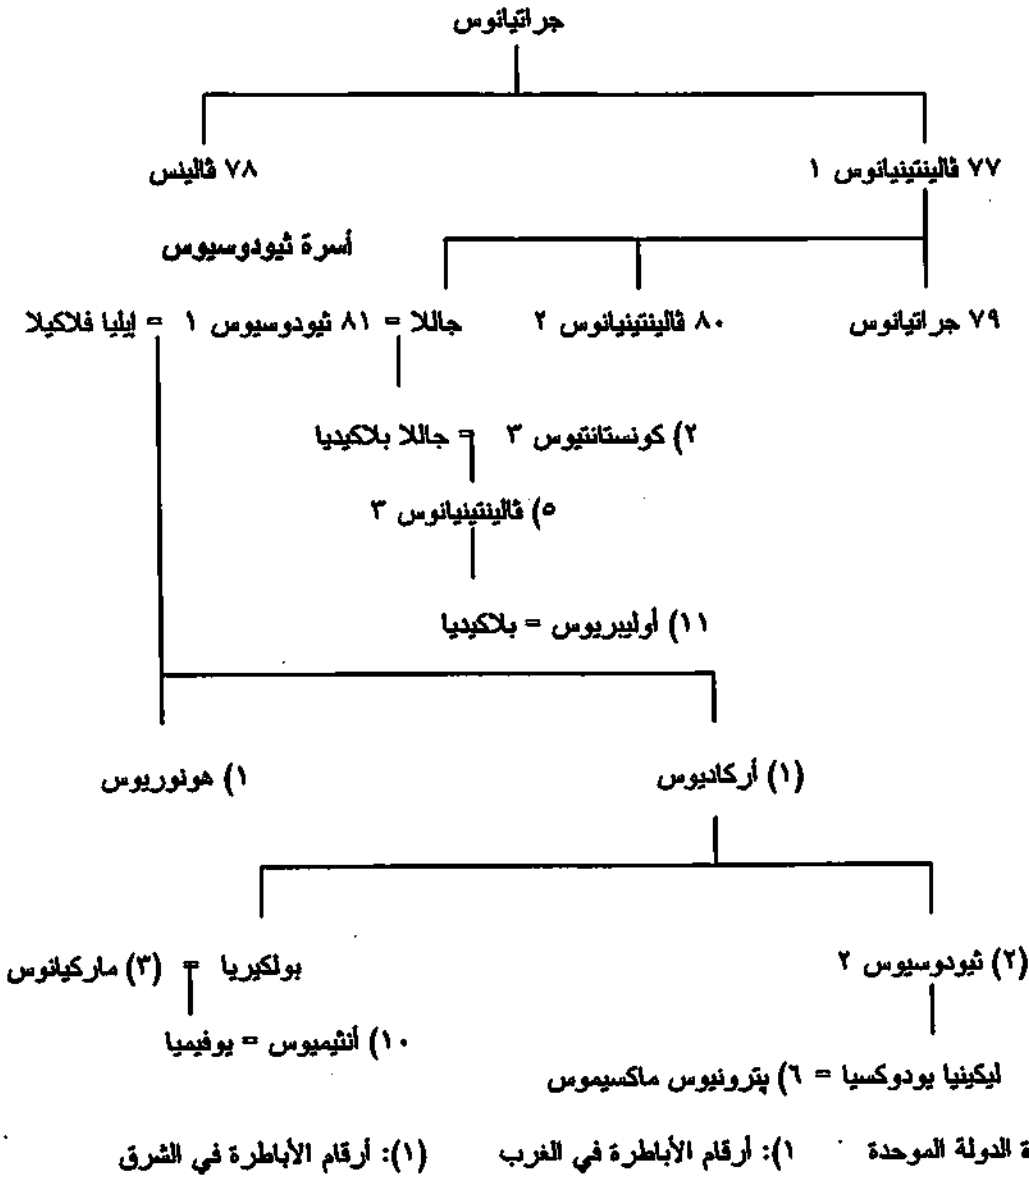 جراتيانوس
٧٧ ڤالينتينيانوس ١ ٧٨ ڤالينس
أسرة ثيودوسيوس
٧٩ جراتيانوس ٨٠ ڤالينتينيانوس ٢ جاللا = ٨١ ثيودوسيوس ١ = إيليا فلاكيلا
٢) كونستانتيوس ٣ = جاللا بلاكيديا
٥) ڤالينتينيانوس ٣
١١) أوليبريوس = بلاكيديا
(١) أركاديوس ١) هونوريوس
(٢) ثيودوسيوس ٢ بولكيريا = (٣) ماركيانوس
١٠) أنثيميوس = يوفيميا
ليكينيا يودوكسيا = ٦) پترونيوس ماكسيموس
ة الدولة الموحدة ١): أرقام الأباطرة في الغرب (١): أرقام الأباطرة في الشرق